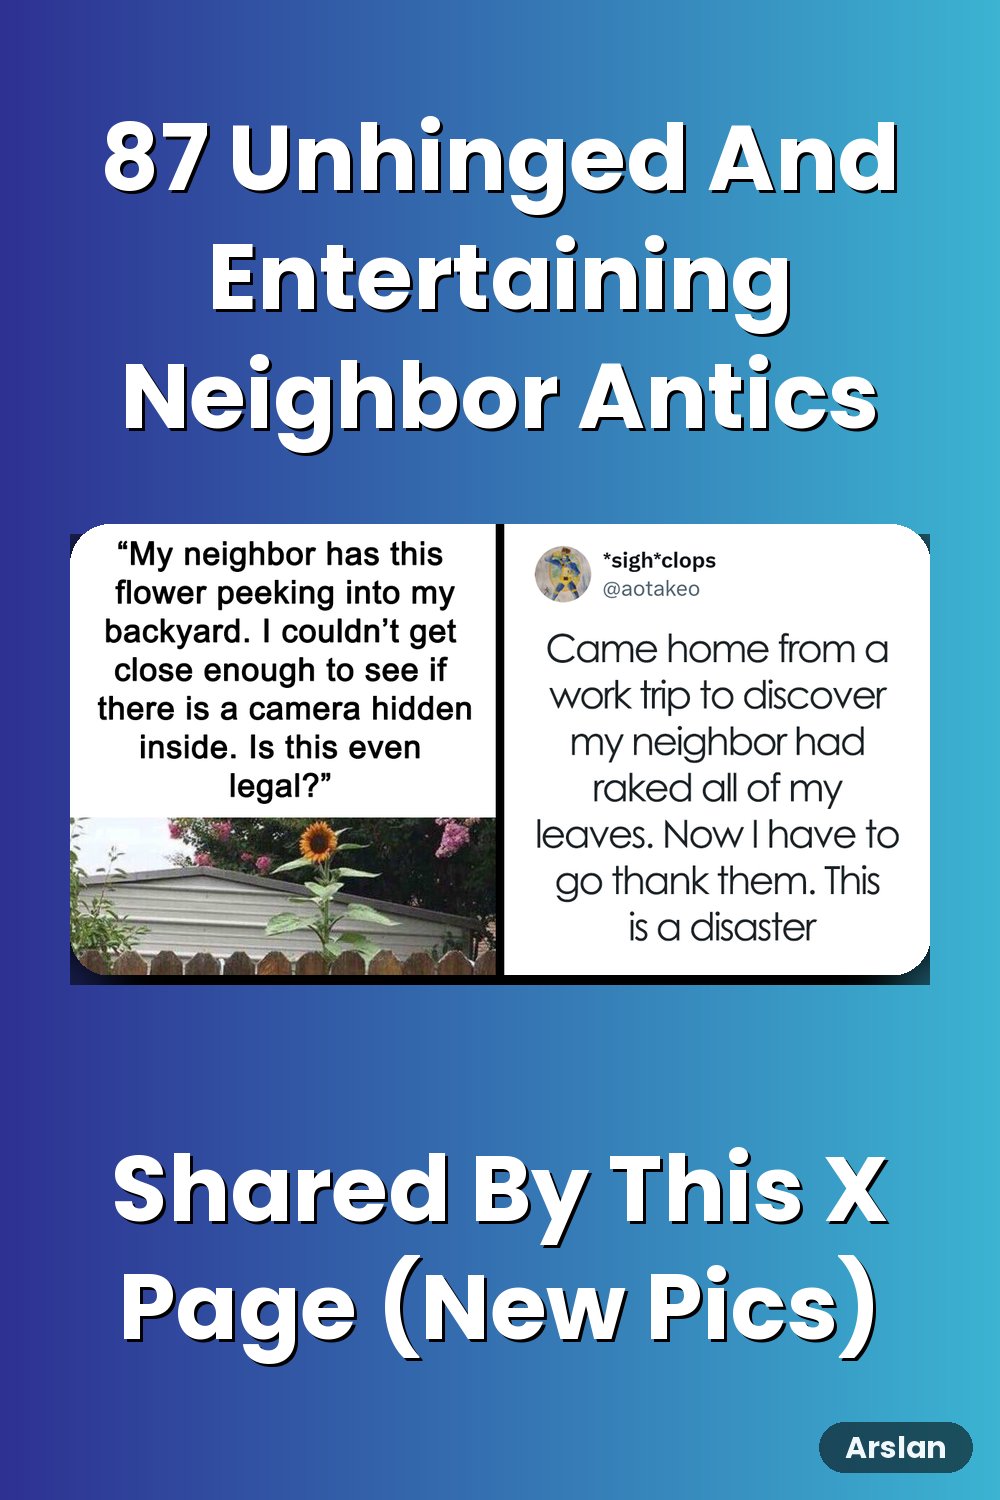 87 Unhinged And
Entertaining
Neighbor Antics
“My neighbor has this
flower peeking into my
backyard. I couldn’t get
close enough to see if
there is a camera hidden
inside. Is this even
legal?”
*sigh*clops
@aotakeo
Came home from a
work trip to discover
my neighbor had
raked all of my
leaves. Now I have to
go thank them. This
is a disaster
Shared By This X
Page (New Pics)
Arslan